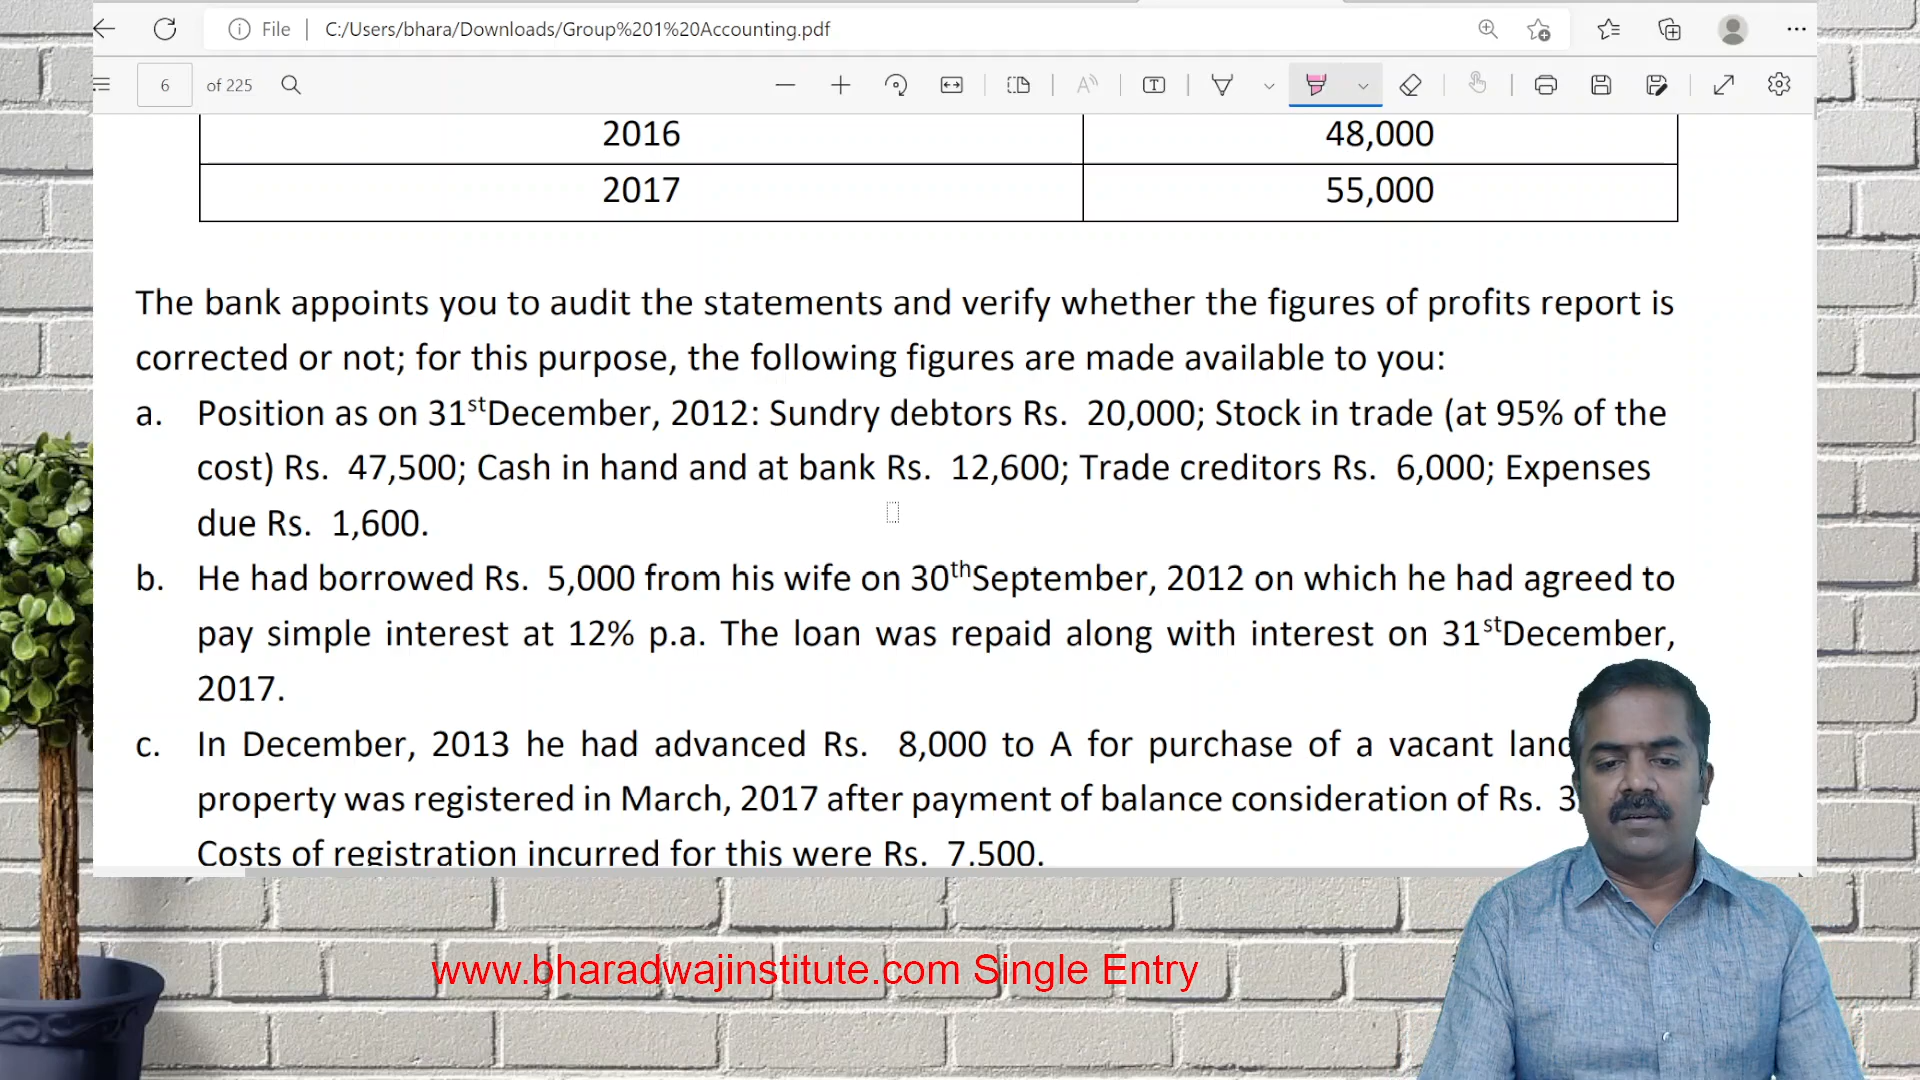 File C:/Users/bhara/Downloads/Group%201%20Accounting.pdf
6 of 225
2016 48,000
2017 55,000
The bank appoints you to audit the statements and verify whether the figures of profits report is
corrected or not; for this purpose, the following figures are made available to you:
a. Position as on 31stDecember, 2012: Sundry debtors Rs. 20,000; Stock in trade (at 95% of the
cost) Rs. 47,500; Cash in hand and at bank Rs. 12,600; Trade creditors Rs. 6,000; Expenses
due Rs. 1,600.
b. He had borrowed Rs. 5,000 from his wife on 30thSeptember, 2012 on which he had agreed to
pay simple interest at 12% p.a. The loan was repaid along with interest on 31stDecember,
2017.
c. In December, 2013 he had advanced Rs. 8,000 to A for purchase of a vacant land
property was registered in March, 2017 after payment of balance consideration of Rs. 3
Costs of registration incurred for this were Rs. 7,500.
www.bharadwajinstitute.com Single Entry